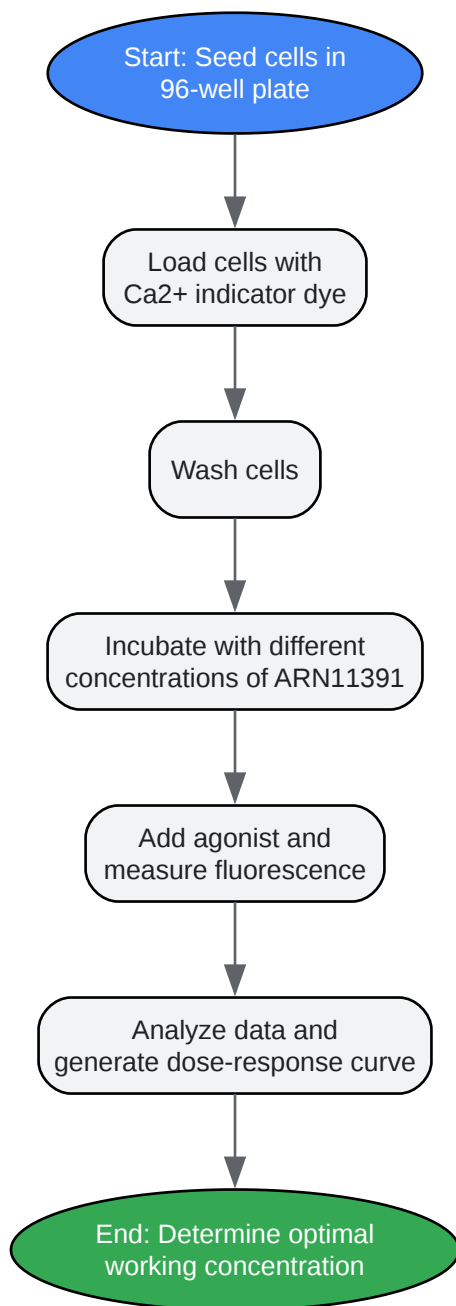 Start: Seed cells in
96-well plate
Load cells with
Ca2+ indicator dye
Wash cells
Incubate with different
concentrations of ARN11391
Add agonist and
measure fluorescence
Analyze data and
generate dose-response curve
End: Determine optimal
working concentration